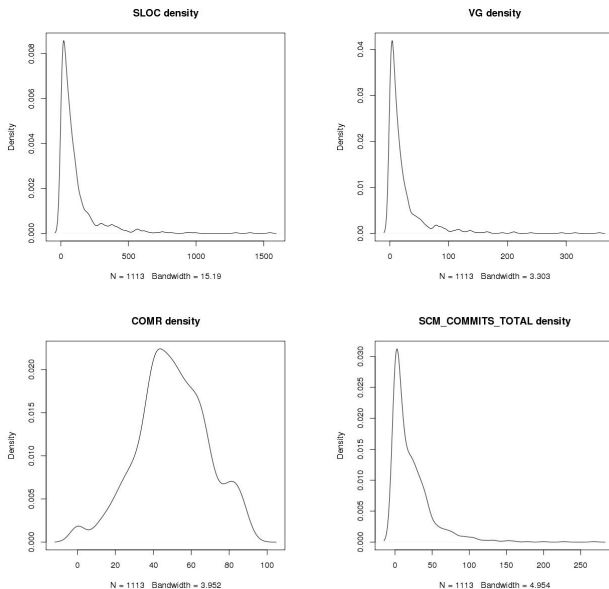 SLOC density
Density
0.000 0.002 0.004 0.006 0.008
0 500 1000 1500
N = 1113 Bandwidth = 15.19
VG density
Density
0.00 0.01 0.02 0.03 0.04
0 100 200 300
N = 1113 Bandwidth = 3.303
COMR density
Density
0.000 0.005 0.010 0.015 0.020
0 20 40 60 80 100
N = 1113 Bandwidth = 3.952
SCM_COMMITS_TOTAL density
Density
0.000 0.005 0.010 0.015 0.020 0.025 0.030
0 50 100 150 200 250
N = 1113 Bandwidth = 4.954